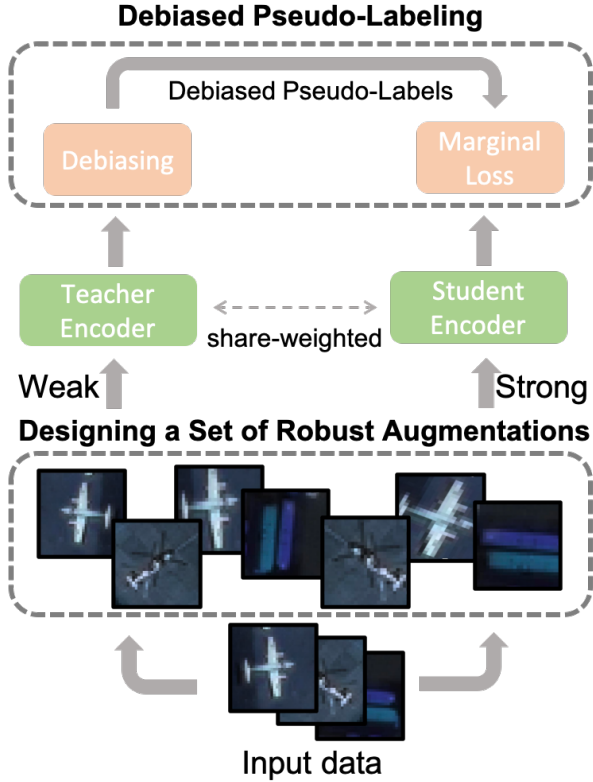 Debiased Pseudo-Labeling
Debiased Pseudo-Labels
Debiasing
Marginal
Loss
Teacher
Encoder
Student
Encoder
share-weighted
Weak
Strong
Designing a Set of Robust Augmentations
Input data